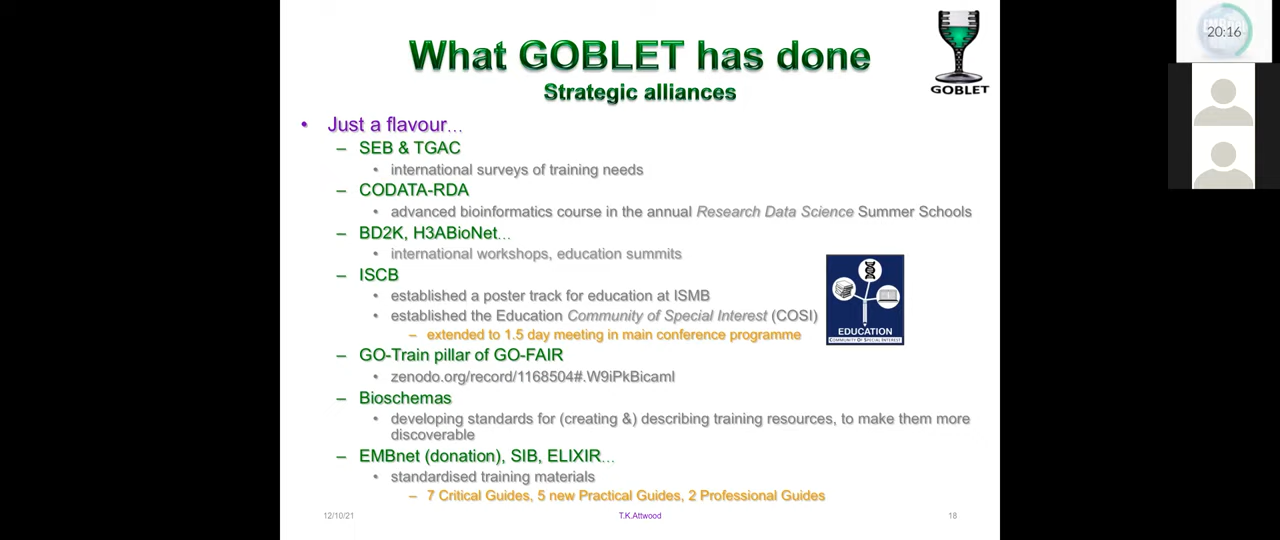 What GOBLET has done
Strategic alliances
GOBLET
20:16
• Just a flavour…
– SEB & TGAC
• international surveys of training needs
– CODATA-RDA
• advanced bioinformatics course in the annual Research Data Science Summer Schools
– BD2K, H3ABioNet…
• international workshops, education summits
– ISCB
• established a poster track for education at ISMB
• established the Education Community of Special Interest (COSI)
– extended to 1.5 day meeting in main conference programme
EDUCATION
COMMUNITY OF SPECIAL INTEREST
– GO-Train pillar of GO-FAIR
• zenodo.org/record/1168504#.W9iPkBicaml
– Bioschemas
• developing standards for (creating &) describing training resources, to make them more
discoverable
– EMBnet (donation), SIB, ELIXIR…
• standardised training materials
– 7 Critical Guides, 5 new Practical Guides, 2 Professional Guides
12/10/21
T.K.Attwood
18